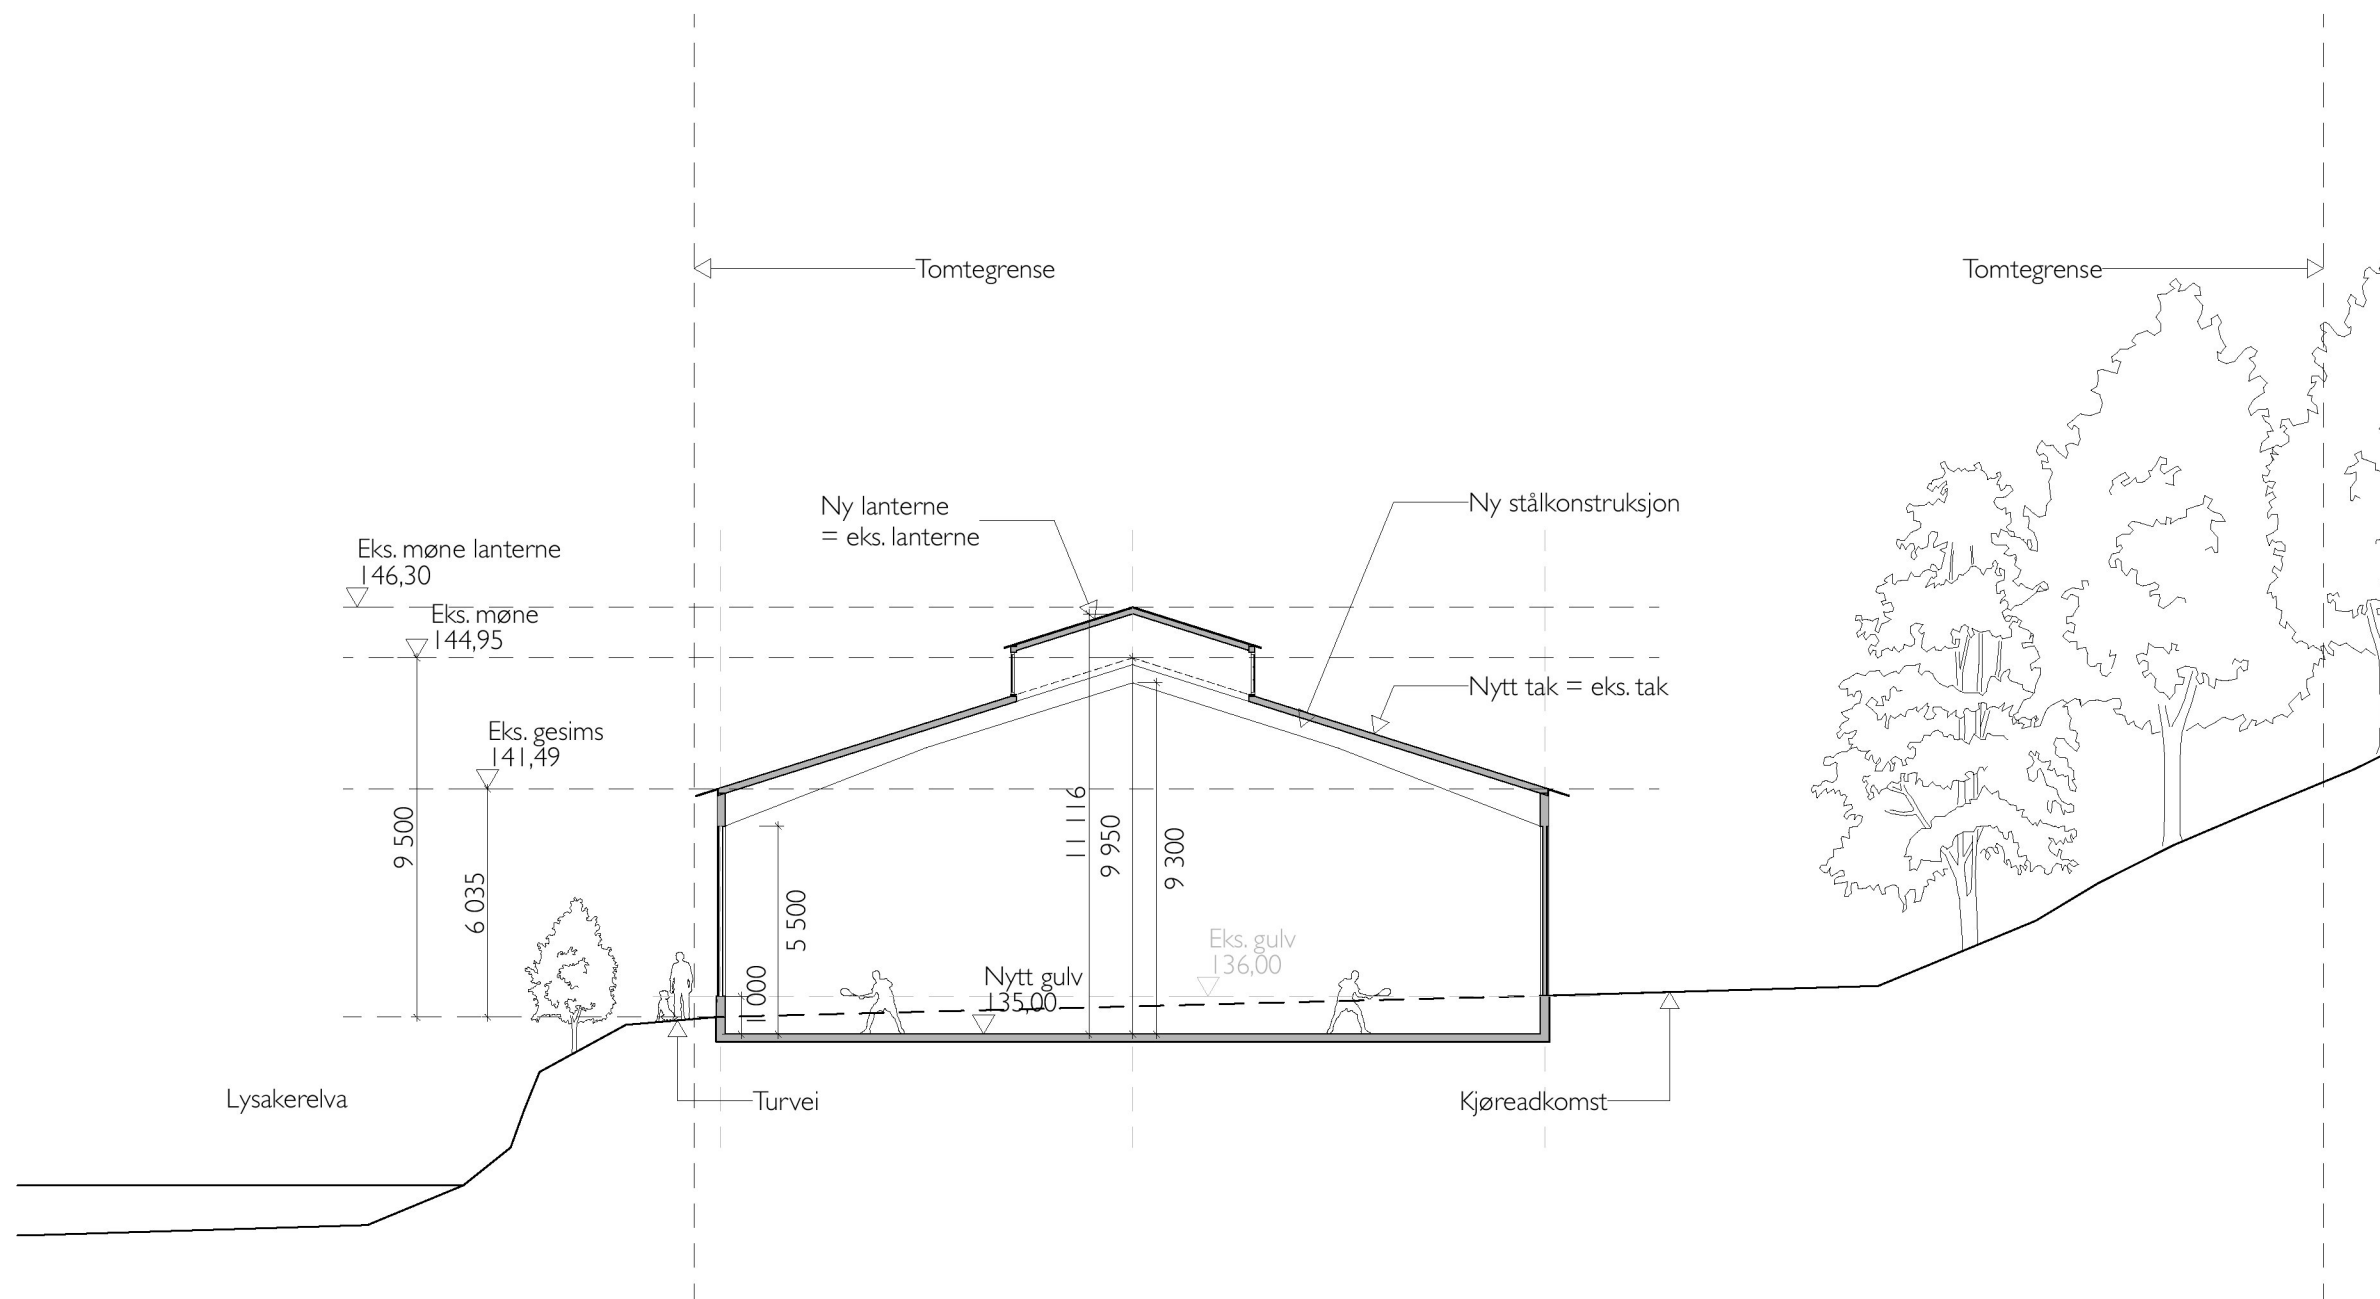 Tomtegrense
Tomtegrense
Ny lanterne
= eks. lanterne
Ny stålkonstruksjon
Eks. møne lanterne
146,30
Eks. møne
144,95
Nytt tak = eks. tak
Eks. gesims
141,49
9 500
6 035
5 500
1 000
11 116
9 950
9 300
Eks. gulv
136,00
Nytt gulv
135,00
Lysakerelva
Turvei
Kjøreadkomst